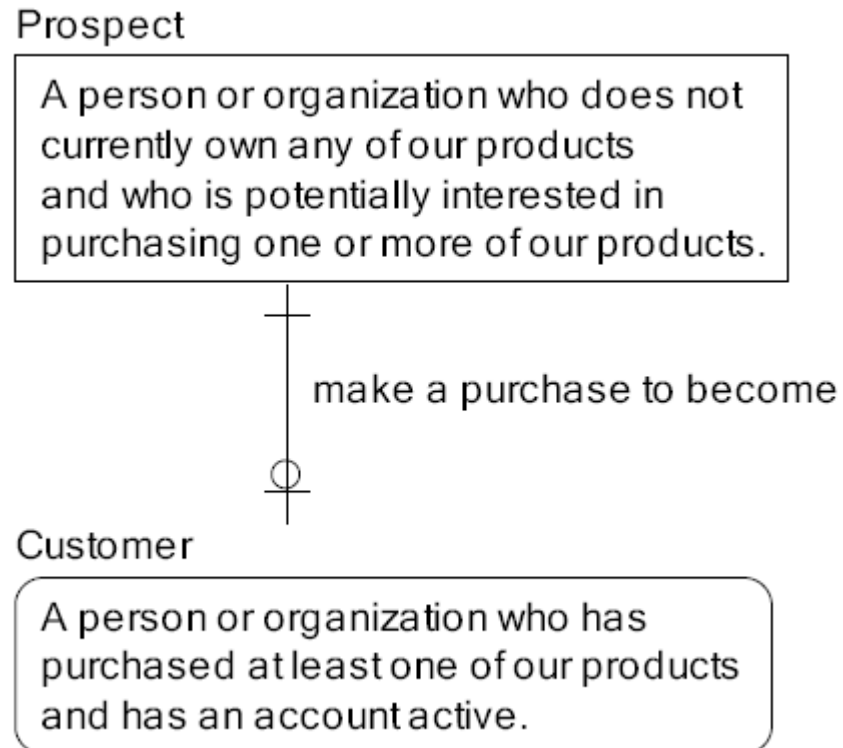 Prospect
A person or organization who does not
currently own any of our products
and who is potentially interested in
purchasing one or more of our products.
make a purchase to become
Customer
A person or organization who has
purchased at least one of our products
and has an account active.